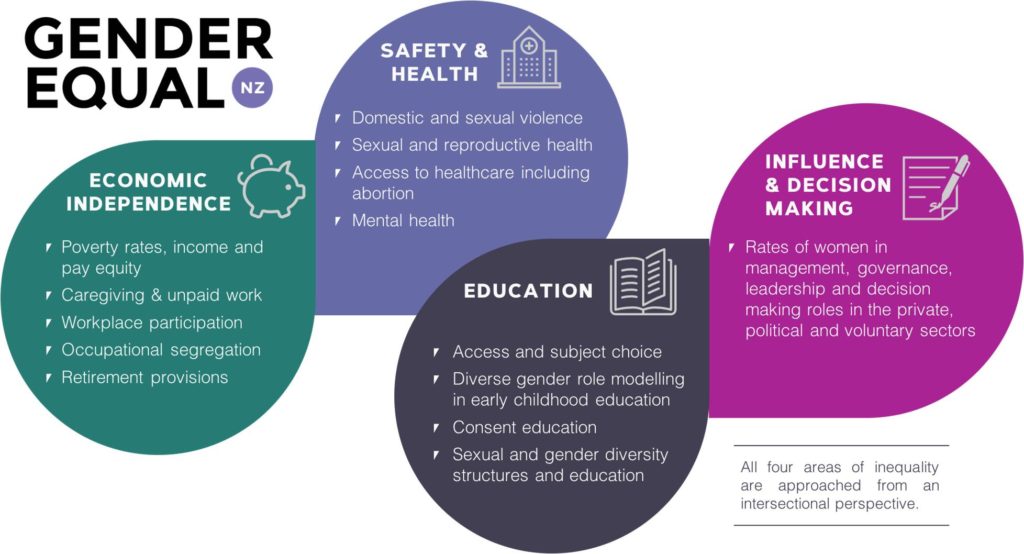 GENDER
EQUAL NZ
ECONOMIC
INDEPENDENCE
Poverty rates, income and
pay equity
Caregiving & unpaid work
Workplace participation
Occupational segregation
Retirement provisions
SAFETY &
HEALTH
Domestic and sexual violence
Sexual and reproductive health
Access to healthcare including
abortion
Mental health
EDUCATION
Access and subject choice
Diverse gender role modelling
in early childhood education
Consent education
Sexual and gender diversity
structures and education
INFLUENCE
& DECISION
MAKING
Rates of women in
management, governance,
leadership and decision
making roles in the private,
political and voluntary sectors
All four areas of inequality
are approached from an
intersectional perspective.